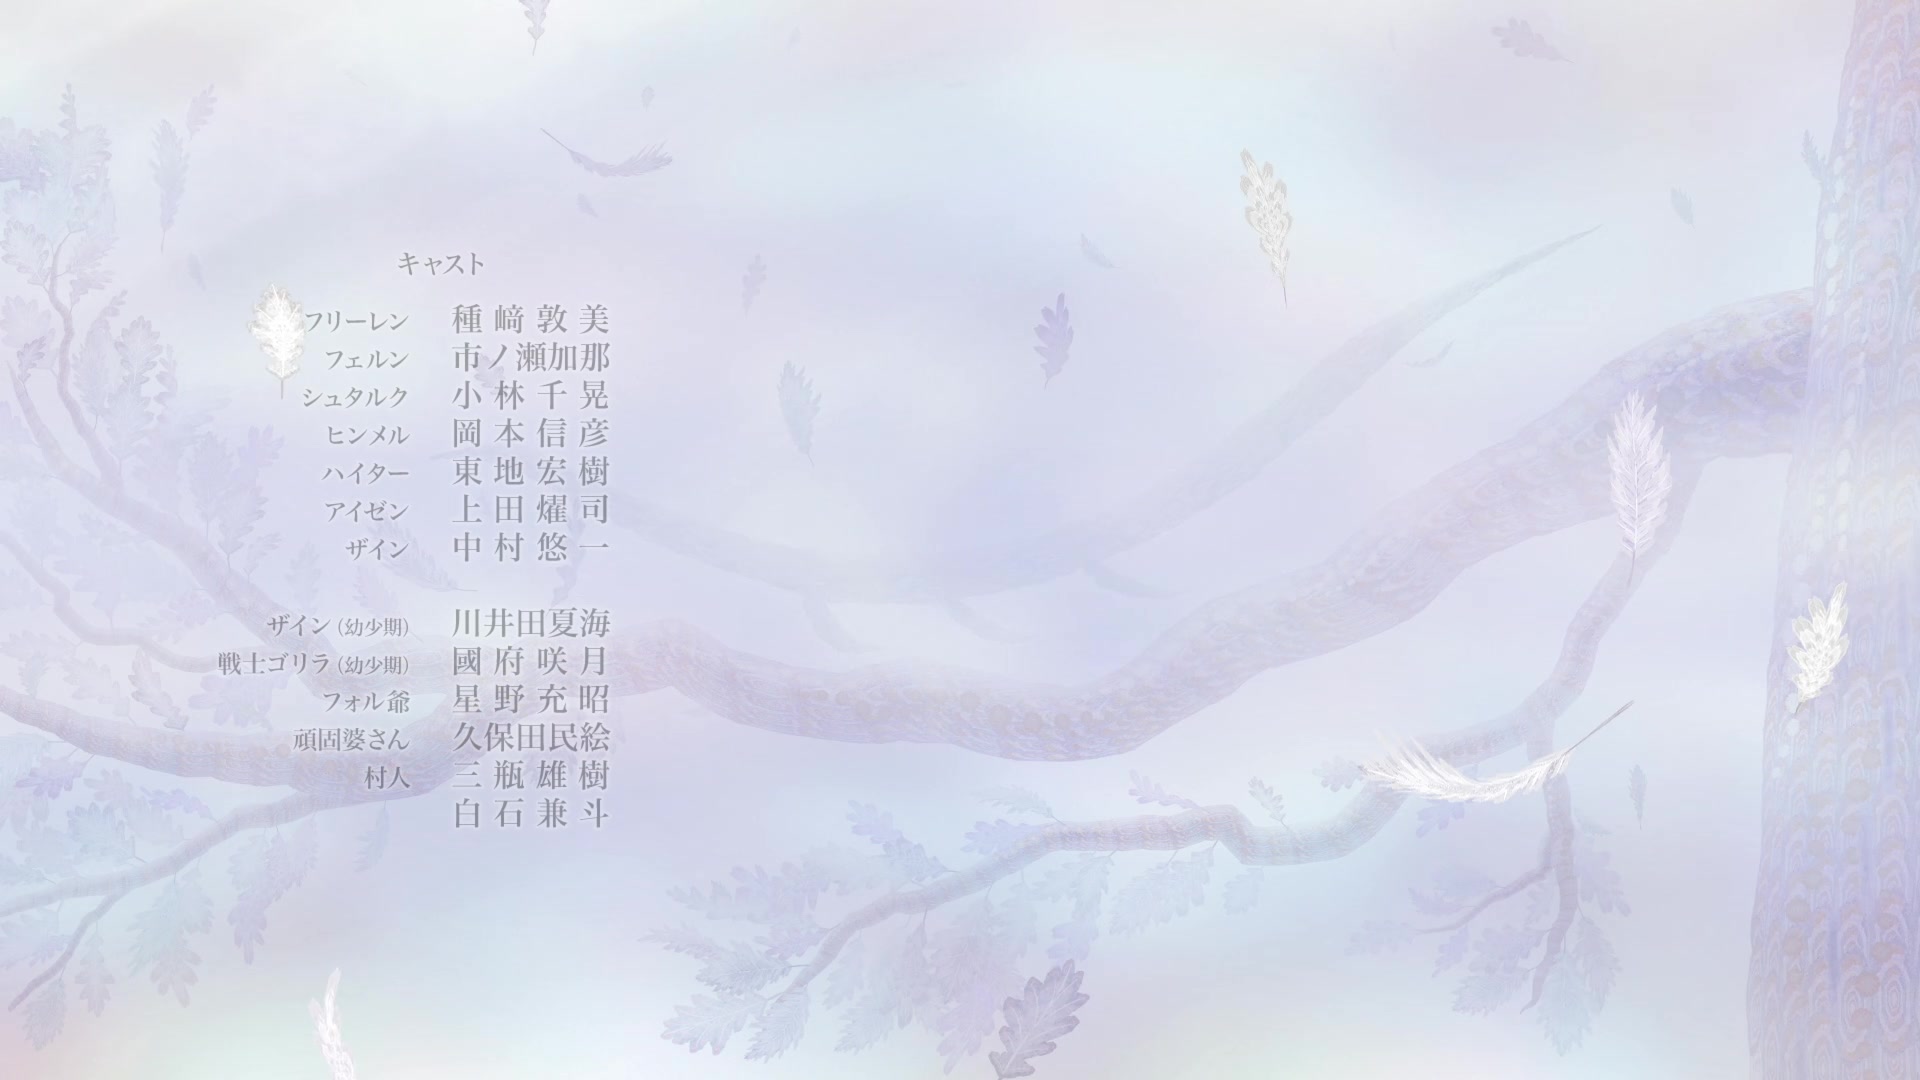 キャスト
フリーレン 種﨑敦美
フェルン 市ノ瀬加那
シュタルク 小林千晃
ヒンメル 岡本信彦
ハイター 東地宏樹
アイゼン 上田燿司
ザイン 中村悠一
ザイン（幼少期） 川井田夏海
戦士ゴリラ（幼少期） 國府咲月
フォル爺 星野充昭
頑固婆さん 久保田民絵
村人 三瓶雄樹
白石兼斗